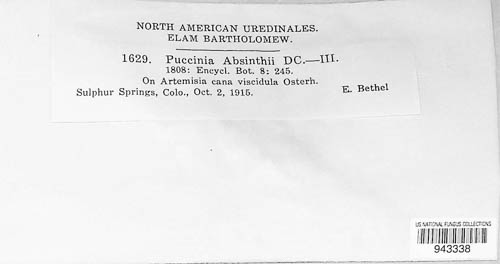 NORTH AMERICAN UREDINALES.
ELAM BARTHOLOMEW.
1629. Puccinia Absinthii DC.—III.
1808: Encycl. Bot. 8: 245.
On Artemisia cana viscidula Osterh.
Sulphur Springs, Colo., Oct. 2, 1915. E. Bethel
US NATIONAL FUNGUS COLLECTIONS
943338